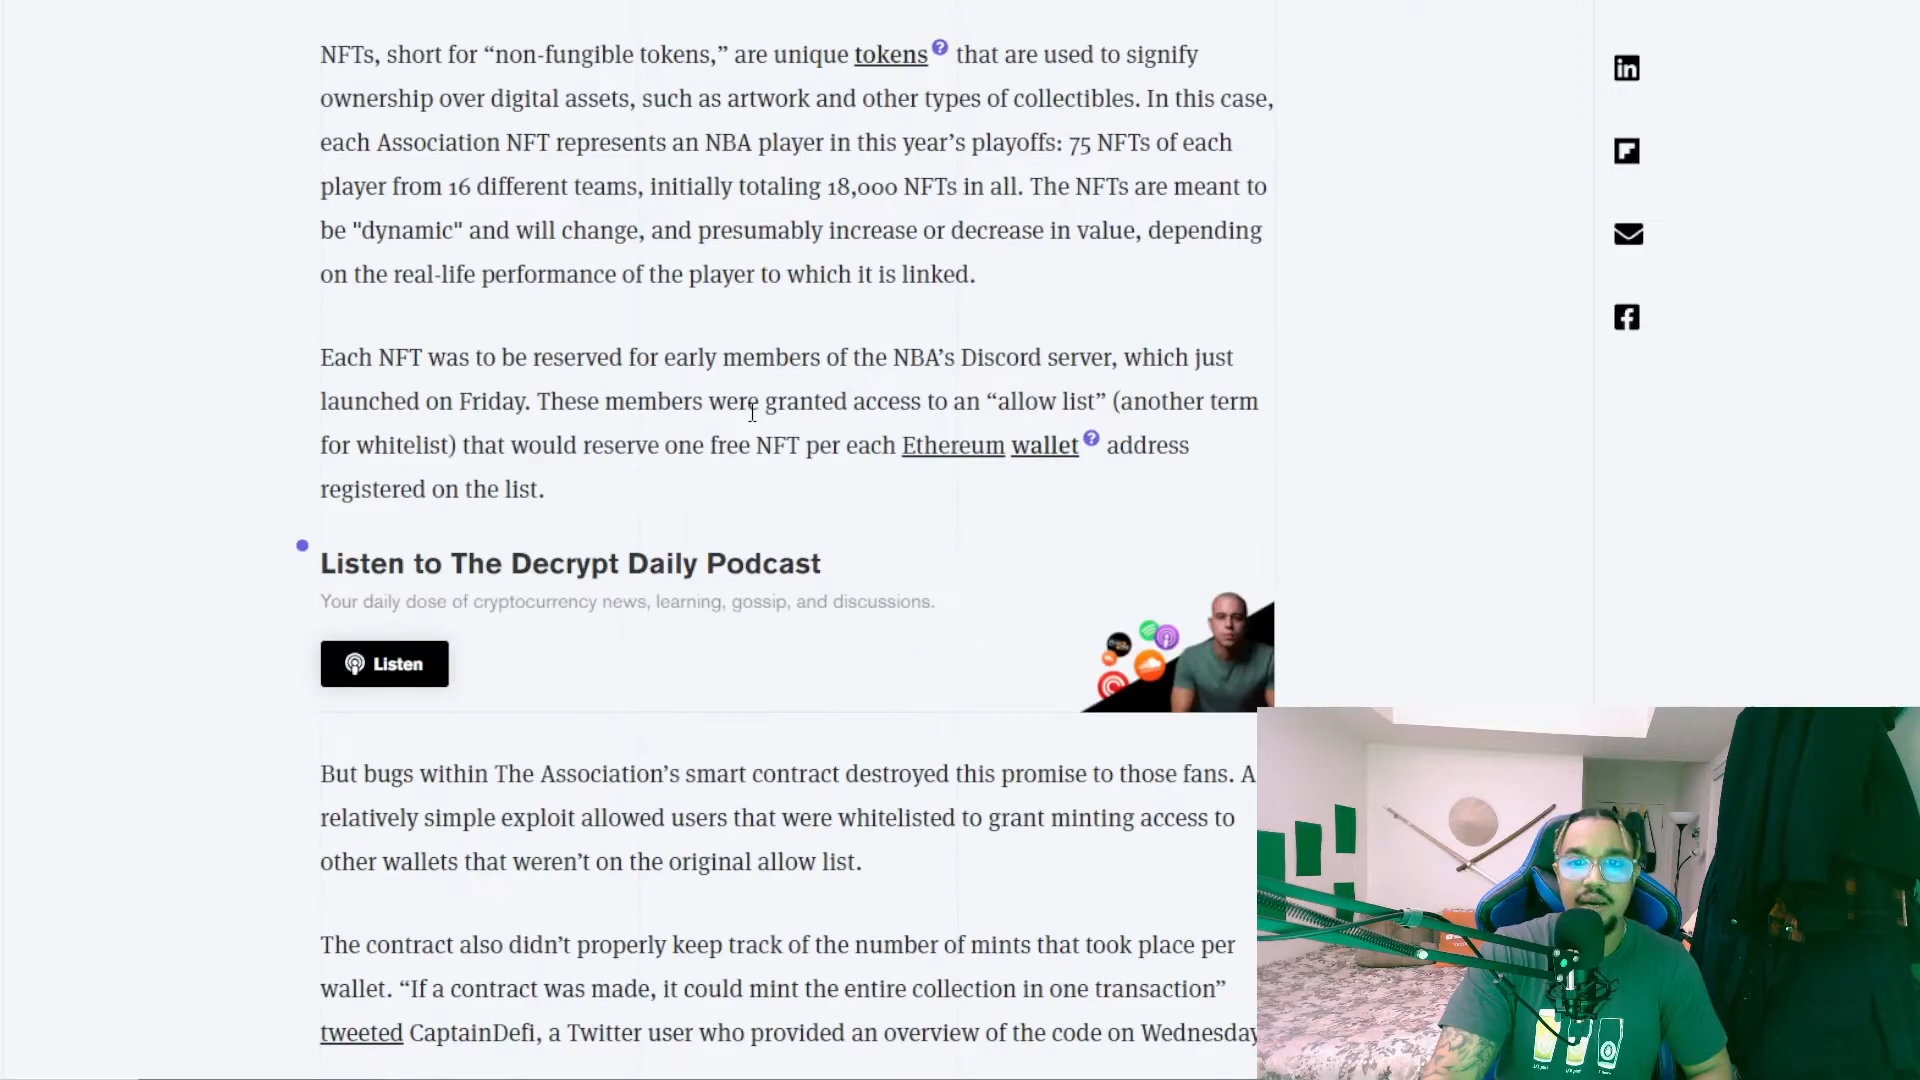 NFTs, short for “non-fungible tokens,” are unique tokens ? that are used to signify
ownership over digital assets, such as artwork and other types of collectibles. In this case,
each Association NFT represents an NBA player in this year’s playoffs: 75 NFTs of each
player from 16 different teams, initially totaling 18,000 NFTs in all. The NFTs are meant to
be "dynamic" and will change, and presumably increase or decrease in value, depending
on the real-life performance of the player to which it is linked.
Each NFT was to be reserved for early members of the NBA’s Discord server, which just
launched on Friday. These members were granted access to an “allow list” (another term
for whitelist) that would reserve one free NFT per each Ethereum wallet ? address
registered on the list.
Listen to The Decrypt Daily Podcast
Your daily dose of cryptocurrency news, learning, gossip, and discussions.
Listen
But bugs within The Association’s smart contract destroyed this promise to those fans. A
relatively simple exploit allowed users that were whitelisted to grant minting access to
other wallets that weren’t on the original allow list.
The contract also didn’t properly keep track of the number of mints that took place per
wallet. “If a contract was made, it could mint the entire collection in one transaction”
tweeted CaptainDefi, a Twitter user who provided an overview of the code on Wednesday